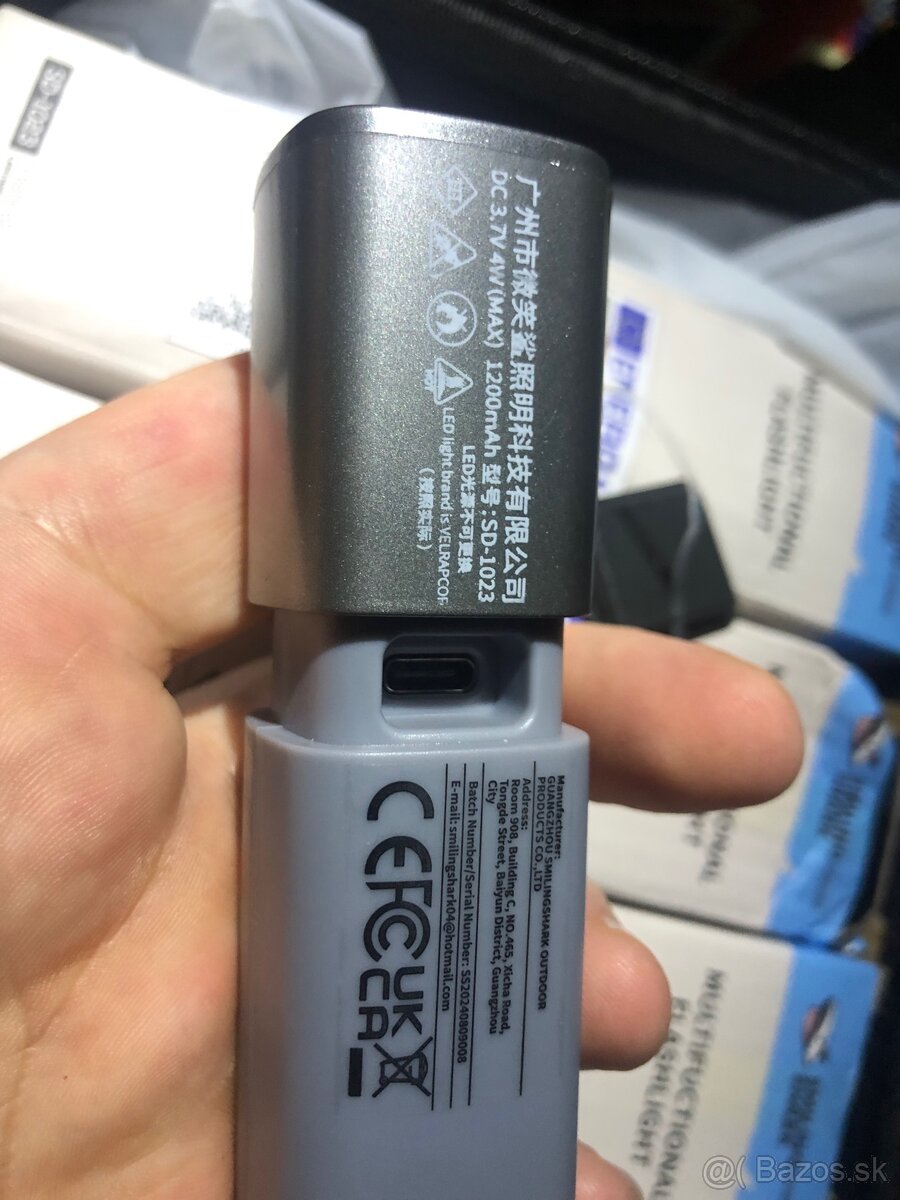 广州市微笑鲨照明科技有限公司
DC 3.7V 4W(MAX) 1200mAh 型号:SD-1023
LED光源不可更换
LED light brand is:VELRAPCOF
Manufacturer:
GUANGZHOU SMILINGSHARK OUTDOOR
PRODUCTS CO.,LTD
Address:
Room 908, Building C, NO.465, Xicha Road,
Tongde Street, Baiyun District, Guangzhou
City
Batch Number/Serial Number: SS20240809008
E-mail: smilingshark04@hotmail.com
CE FC UK
CA
SD-1023
MULTIFUCTIONAL
FLASHLIGHT
MULTIFUCTIONAL
FLASHLIGHT
@( Bazos.sk